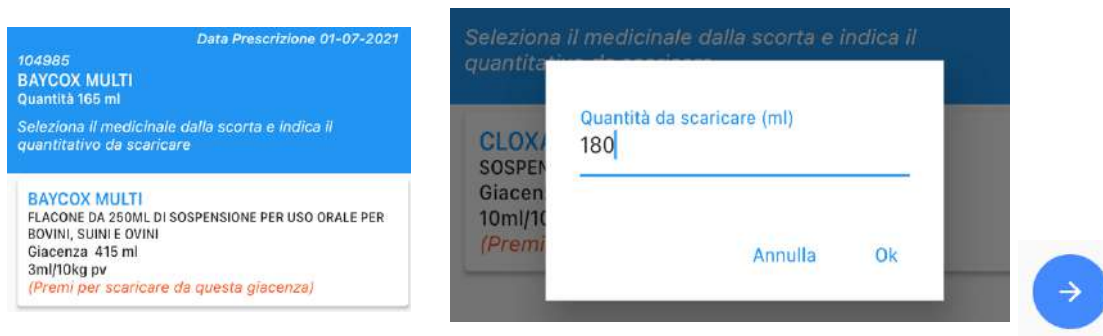 Data Prescrizione 01-07-2021
104985
BAYCOX MULTI
Quantità 165 ml
Seleziona il medicinale dalla scorta e indica il
quantitativo da scaricare
BAYCOX MULTI
FLACONE DA 250ML DI SOSPENSIONE PER USO ORALE PER
BOVINI, SUINI E OVINI
Giacenza 415 ml
3ml/10kg pv
(Premi per scaricare da questa giacenza)
Seleziona il medicinale dalla scorta e indica il
Quantità da scaricare (ml)
180
CLOXA
SOSPEN
Giacen
10ml/10
(Premi
Annulla Ok